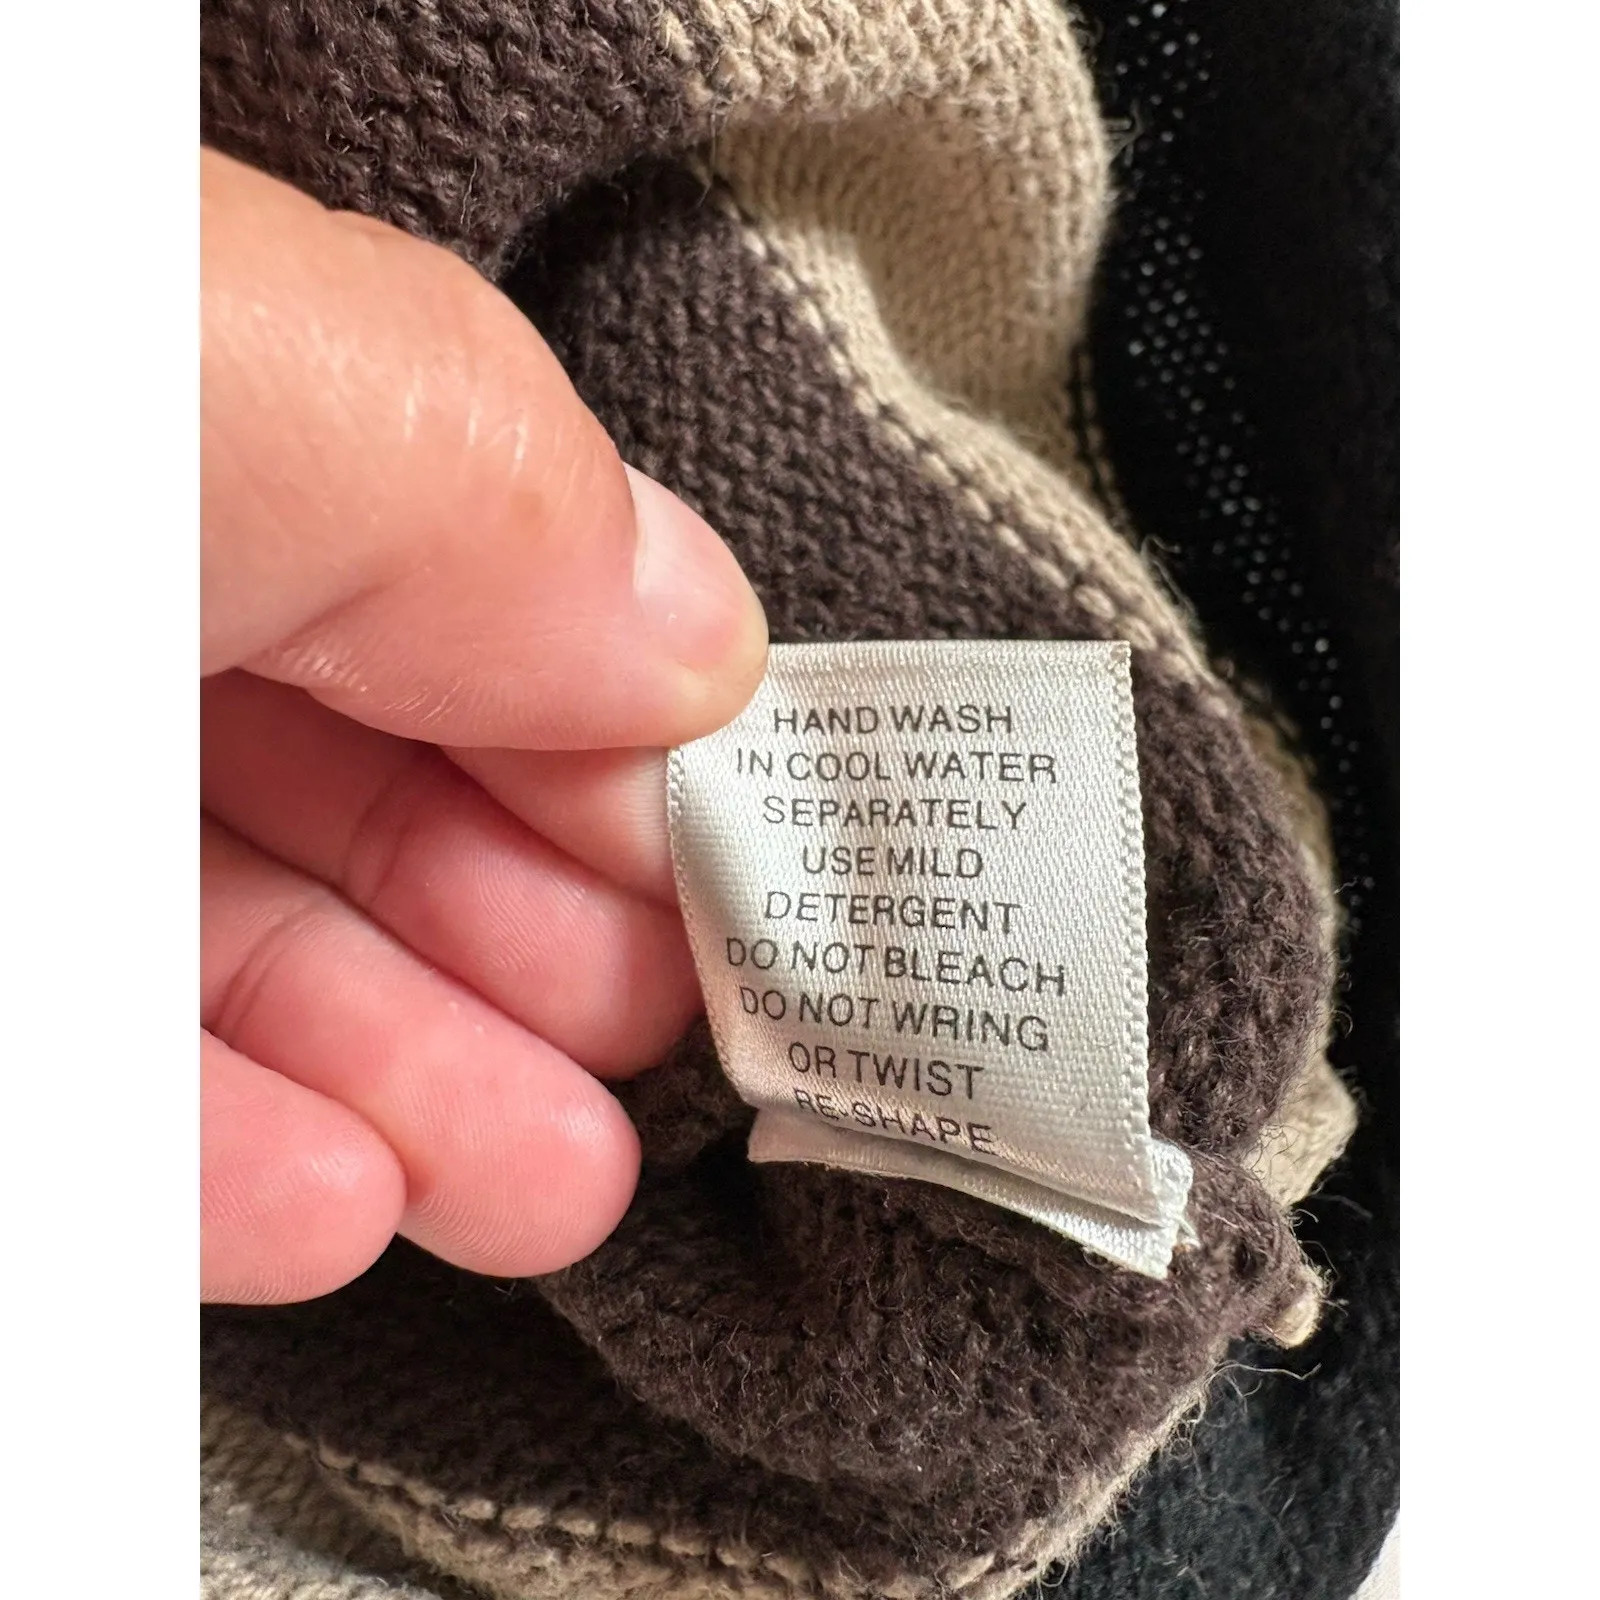 HAND WASH
IN COOL WATER
SEPARATELY
USE MILD
DETERGENT
DO NOT BLEACH
DO NOT WRING
OR TWIST
RE-SHAPE